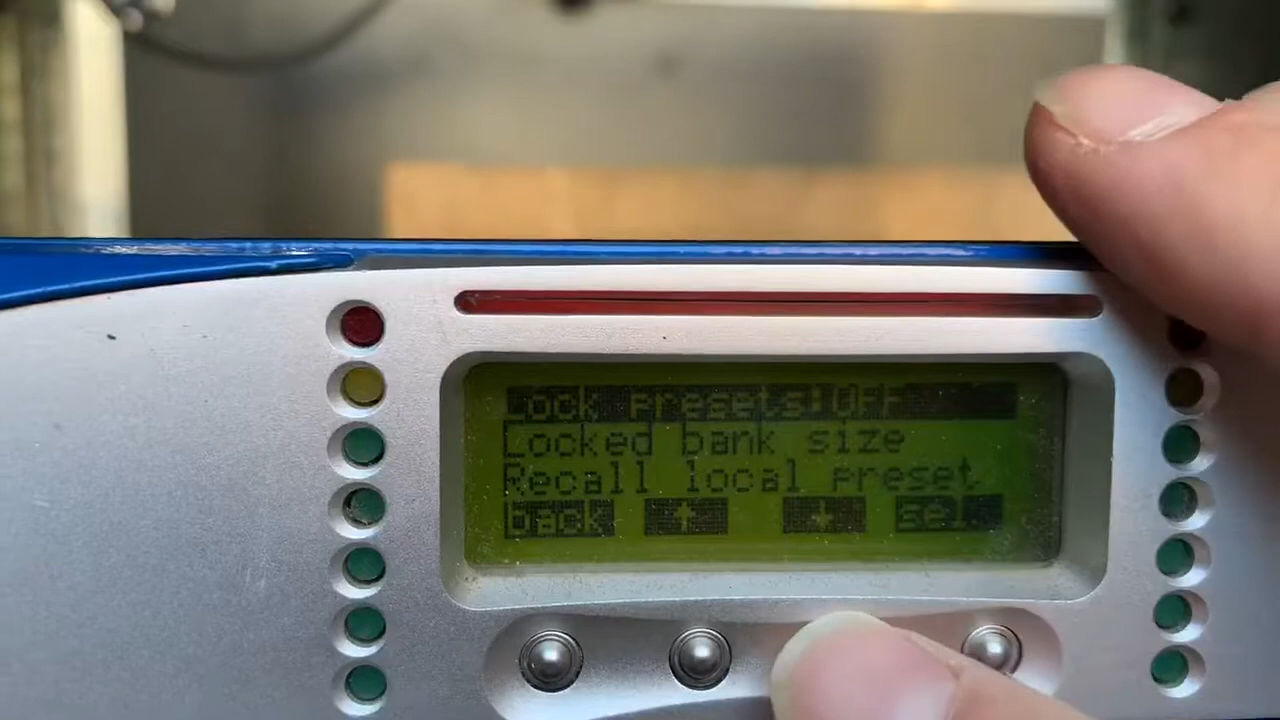 Lock presets:OFF
Locked bank size
Recall local preset
back ↑ ↓ sel